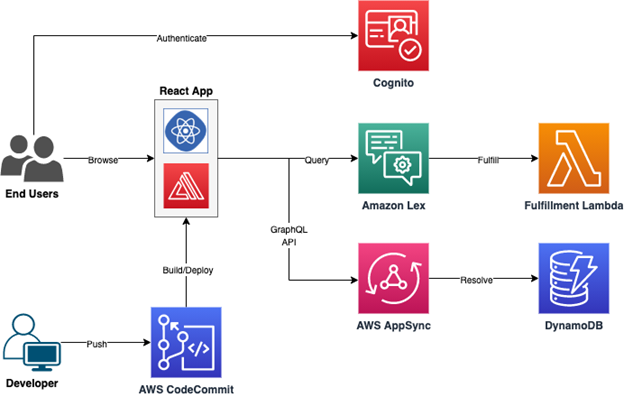 Authenticate
Cognito
React App
End Users
Browse
Query
Amazon Lex
Fulfill
Fulfillment Lambda
GraphQL
API
Build/Deploy
AWS AppSync
Resolve
DynamoDB
Developer
Push
AWS CodeCommit